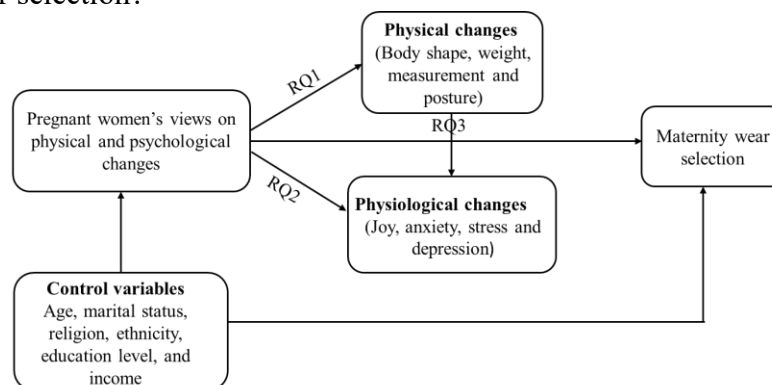 r selection?
Physical changes
(Body shape, weight,
measurement and
posture)
RQ1
Pregnant women's views on
physical and psychological
changes
RQ3
Maternity wear
selection
RQ2
Physiological changes
(Joy, anxiety, stress and
depression)
Control variables
Age, marital status,
religion, ethnicity,
education level, and
income